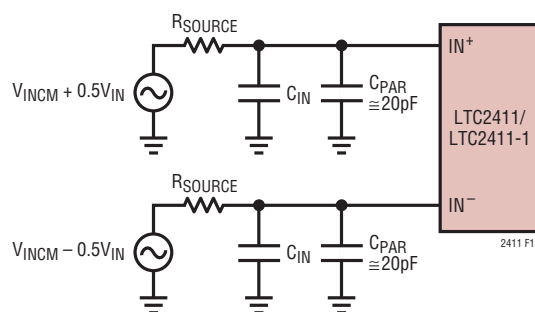 RSOURCE
VINCM + 0.5VIN
CIN
CPAR
≅20pF
IN+
LTC2411/
LTC2411-1
RSOURCE
VINCM – 0.5VIN
CIN
CPAR
≅20pF
IN–
2411 F1